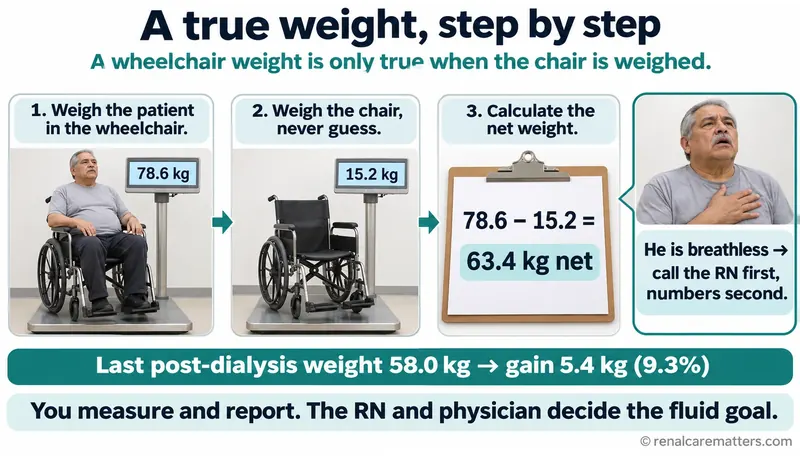 A true weight, step by step
A wheelchair weight is only true when the chair is weighed.
1. Weigh the patient
in the wheelchair.
78.6 kg
2. Weigh the chair,
never guess.
15.2 kg
3. Calculate the
net weight.
78.6 – 15.2 =
63.4 kg net
He is breathless →
call the RN first,
numbers second.
Last post-dialysis weight 58.0 kg → gain 5.4 kg (9.3%)
You measure and report. The RN and physician decide the fluid goal.
© renalcarematters.com